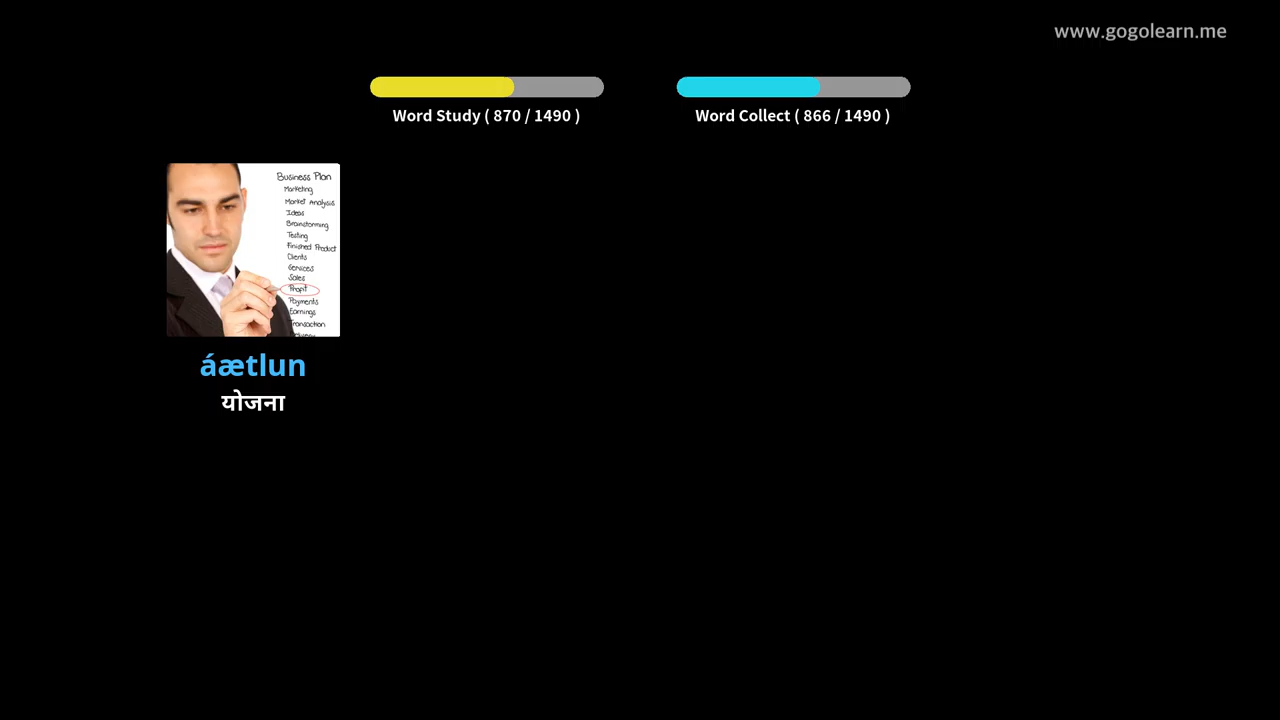 www.gogolearn.me
Word Study ( 870 / 1490 )
Word Collect ( 866 / 1490 )
Business Plan
Marketing
Market Analysis
Ideas
Brainstorming
Testing
Finished Product
Clients
Services
Sales
Profit
Payments
Earnings
Transaction
áætlun
योजना